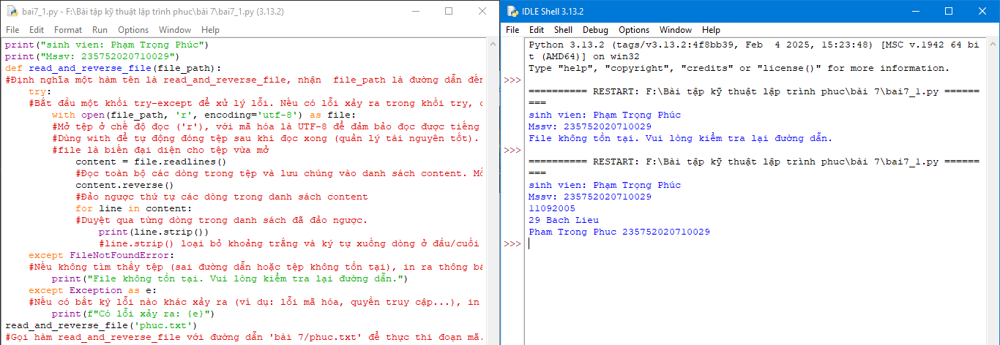 bai7_1.py - F:\Bài tập kỹ thuật lập trình phuc\bài 7\bai7_1.py (3.13.2)
File Edit Format Run Options Window Help
print("sinh vien: Phạm Trọng Phúc")
print("Mssv: 235752020710029")
def read_and_reverse_file(file_path):
#Định nghĩa một hàm tên là read_and_reverse_file, nhận  file_path là đường dẫn đến
    try:
    #Bắt đầu một khối try-except để xử lý lỗi. Nếu có lỗi xảy ra trong khối try,
        with open(file_path, 'r', encoding='utf-8') as file:
        #Mở tệp ở chế độ đọc ('r'), với mã hóa là UTF-8 để đảm bảo đọc được tiếng
        #Dùng with để tự động đóng tệp sau khi đọc xong (quản lý tài nguyên tốt).
        #file là biến đại diện cho tệp vừa mở
            content = file.readlines()
            #Đọc toàn bộ các dòng trong tệp và lưu chúng vào danh sách content.
            content.reverse()
            #Đảo ngược thứ tự các dòng trong danh sách content
            for line in content:
            #Duyệt qua từng dòng trong danh sách đã đảo ngược.
                print(line.strip())
                #line.strip() loại bỏ khoảng trắng và ký tự xuống dòng ở đầu/cuối
    except FileNotFoundError:
    #Nếu không tìm thấy tệp (sai đường dẫn hoặc tệp không tồn tại), in ra thông
        print("File không tồn tại. Vui lòng kiểm tra lại đường dẫn.")
    except Exception as e:
    #Nếu có bất kỳ lỗi nào khác xảy ra (ví dụ: lỗi mã hóa, quyền truy cập...), in
        print(f"Có lỗi xảy ra: {e}")
read_and_reverse_file('phuc.txt')
#Gọi hàm read_and_reverse_file với đường dẫn 'bài 7/phuc.txt' để thực thi đoạn mã.
IDLE Shell 3.13.2
File Edit Shell Debug Options Window Help
Python 3.13.2 (tags/v3.13.2:4f8bb39, Feb  4 2025, 15:23:48) [MSC v.1942 64 bi
t (AMD64)] on win32
Type "help", "copyright", "credits" or "license()" for more information.
>>>
========== RESTART: F:\Bài tập kỹ thuật lập trình phuc\bài 7\bai7_1.py ======
===
sinh vien: Phạm Trọng Phúc
Mssv: 235752020710029
File không tồn tại. Vui lòng kiểm tra lại đường dẫn.
>>>
========== RESTART: F:\Bài tập kỹ thuật lập trình phuc\bài 7\bai7_1.py ======
===
sinh vien: Phạm Trọng Phúc
Mssv: 235752020710029
11092005
29 Bach Lieu
Pham Trong Phuc 235752020710029
>>>